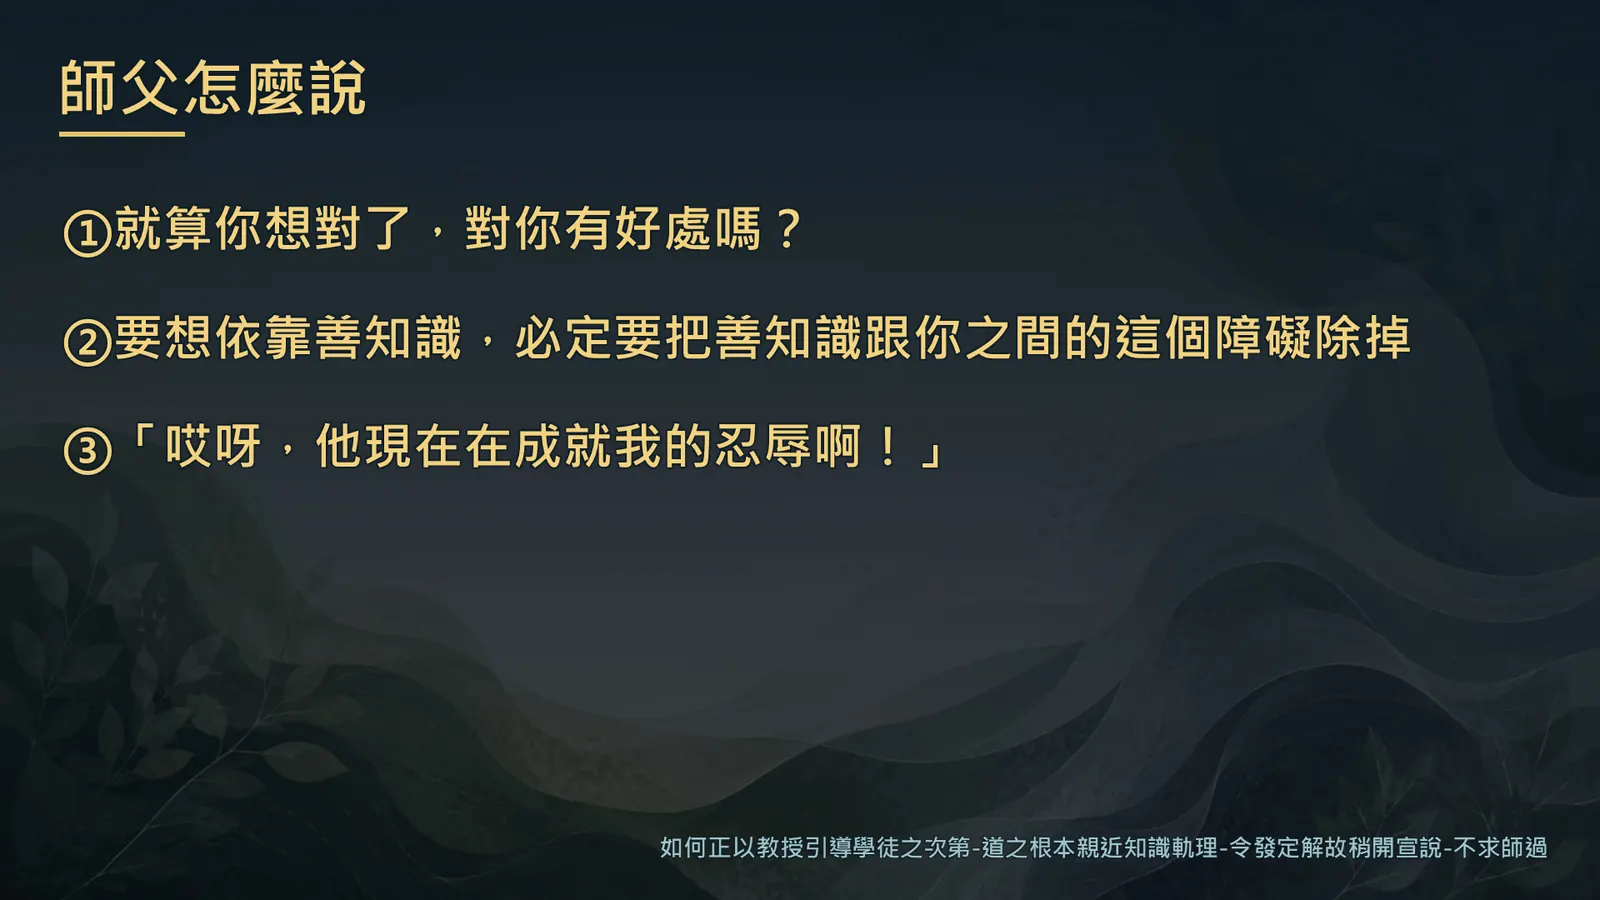 師父怎麼說
①就算你想對了，對你有好處嗎？
②要想依靠善知識，必定要把善知識跟你之間的這個障礙除掉
③「哎呀，他現在在成就我的忍辱啊！」
如何正以教授引導學徒之次第-道之根本親近知識軌理-令發定解故稍開宣說-不求師過